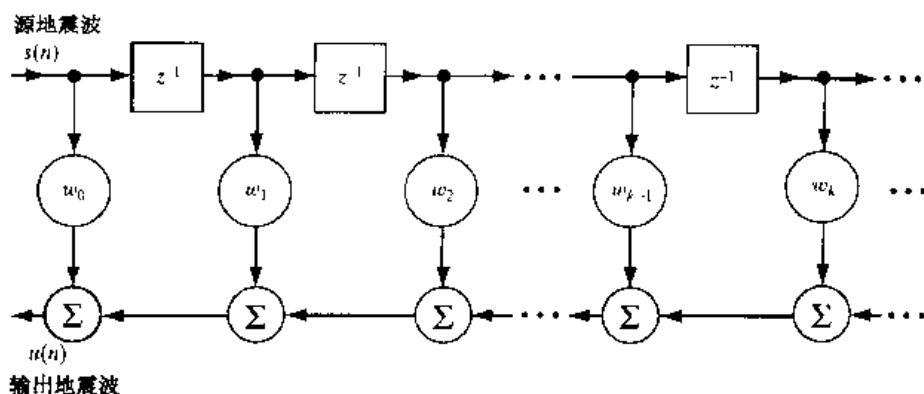 源地震波
s(n)
z⁻¹ z⁻¹ ··· z⁻¹
w₀ w₁ w₂ ··· wₖ₋₁ wₖ ···
Σ Σ Σ ··· Σ Σ ···
u(n)
输出地震波